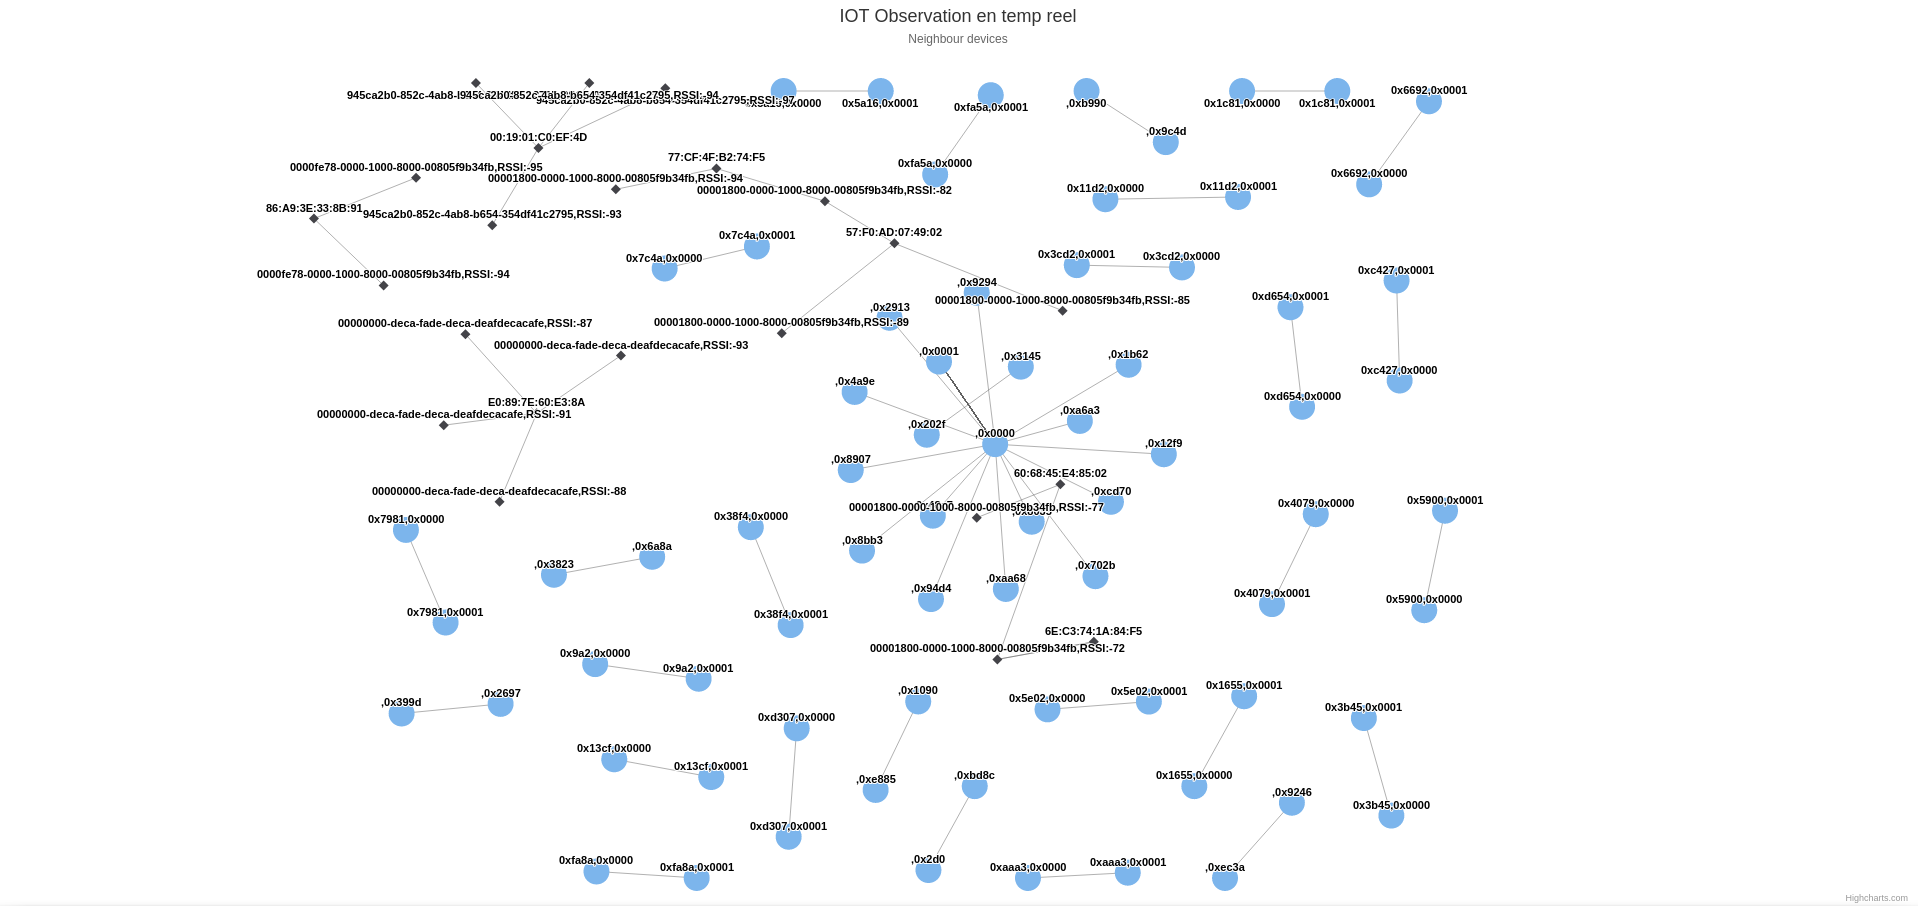 IOT Observation en temp reel
Neighbour devices
945ca2b0-852c-4ab8-b654-354df41c2795,RSSI:-94
945ca2b0-852c-4ab8-b654-354df41c2795,RSSI:-97
0x5a16,0x0000
0x5a16,0x0001
0xfa5a,0x0001
,0xb990
0x1c81,0x0000
0x1c81,0x0001
0x6692,0x0001
00:19:01:C0:EF:4D
,0x9c4d
77:CF:4F:B2:74:F5
0000fe78-0000-1000-8000-00805f9b34fb,RSSI:-95
00001800-0000-1000-8000-00805f9b34fb,RSSI:-94
0xfa5a,0x0000
0x6692,0x0000
00001800-0000-1000-8000-00805f9b34fb,RSSI:-82
0x11d2,0x0000
0x11d2,0x0001
86:A9:3E:33:8B:91
945ca2b0-852c-4ab8-b654-354df41c2795,RSSI:-93
0x7c4a,0x0001
57:F0:AD:07:49:02
0x7c4a,0x0000
0x3cd2,0x0001
0x3cd2,0x0000
0000fe78-0000-1000-8000-00805f9b34fb,RSSI:-94
0xc427,0x0001
,0x9294
00001800-0000-1000-8000-00805f9b34fb,RSSI:-85
0xd654,0x0001
,0x2913
00000000-deca-fade-deca-deafdecacafe,RSSI:-87
00001800-0000-1000-8000-00805f9b34fb,RSSI:-89
00000000-deca-fade-deca-deafdecacafe,RSSI:-93
,0x0001
,0x3145
,0x1b62
0xc427,0x0000
,0x4a9e
0xd654,0x0000
E0:89:7E:60:E3:8A
00000000-deca-fade-deca-deafdecacafe,RSSI:-91
,0xa6a3
,0x202f
,0x0000
,0x12f9
,0x8907
60:68:45:E4:85:02
00000000-deca-fade-deca-deafdecacafe,RSSI:-88
,0xcd70
00001800-0000-1000-8000-00805f9b34fb,RSSI:-77
0x4079,0x0000
0x5900,0x0001
0x7981,0x0000
0x38f4,0x0000
,0x8bb3
,0x6a8a
,0x3823
,0x702b
,0xaa68
,0x94d4
0x4079,0x0001
0x5900,0x0000
0x7981,0x0001
0x38f4,0x0001
6E:C3:74:1A:84:F5
00001800-0000-1000-8000-00805f9b34fb,RSSI:-72
0x9a2,0x0000
0x9a2,0x0001
,0x399d
,0x2697
,0x1090
0x5e02,0x0000
0x5e02,0x0001
0x1655,0x0001
0x3b45,0x0001
0xd307,0x0000
0x13cf,0x0000
0x13cf,0x0001
,0xe885
,0xbd8c
0x1655,0x0000
,0x9246
0x3b45,0x0000
0xd307,0x0001
0xfa8a,0x0000
0xfa8a,0x0001
,0x2d0
0xaaa3,0x0000
0xaaa3,0x0001
,0xec3a
Highcharts.com